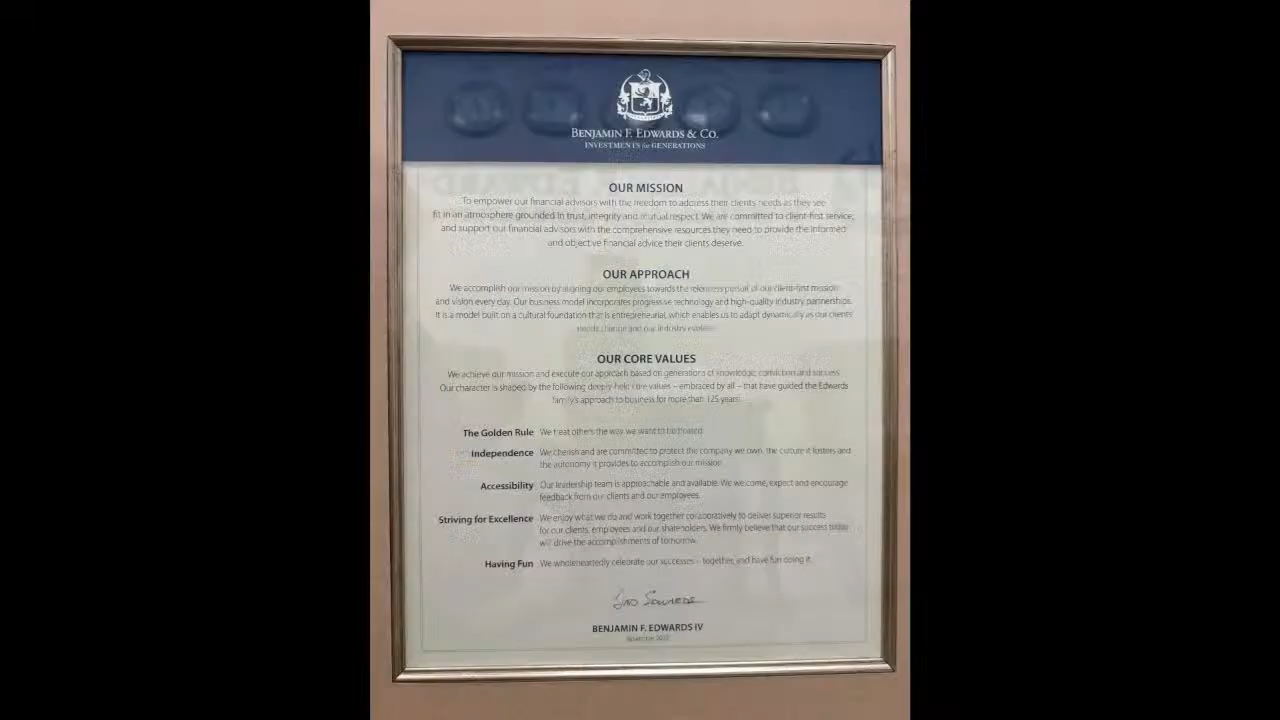 BENJAMIN F. EDWARDS & CO.
INVESTMENTS for GENERATIONS
OUR MISSION
To empower our financial advisors with the freedom to address their clients needs as they see
fit in an atmosphere grounded in trust, integrity and mutual respect. We are committed to client-first service,
and support our financial advisors with the comprehensive resources they need to provide the informed
and objective financial advice their clients deserve.
OUR APPROACH
We accomplish our mission by aligning our employees towards the relentless pursuit of our client-first mission
and vision every day. Our business model incorporates progressive technology and high-quality industry partnerships.
It is a model built on a cultural foundation that is entrepreneurial, which enables us to adapt dynamically as our clients'
needs change and our industry evolves.
OUR CORE VALUES
We achieve our mission and execute our approach based on generations of knowledge, conviction and success.
Our character is shaped by the following deeply-held core values – embraced by all – that have guided the Edwards
family's approach to business for more than 125 years:
The Golden Rule We treat others the way we want to be treated.
Independence We cherish and are committed to protect the company we own, the culture it fosters and
the autonomy it provides to accomplish our mission.
Accessibility Our leadership team is approachable and available. We welcome, expect and encourage
feedback from our clients and our employees.
Striving for Excellence We enjoy what we do and work together collaboratively to deliver superior results
for our clients, employees and our shareholders. We firmly believe that our success today
will drive the accomplishments of tomorrow.
Having Fun We wholeheartedly celebrate our successes – together, and have fun doing it.
BENJAMIN F. EDWARDS IV